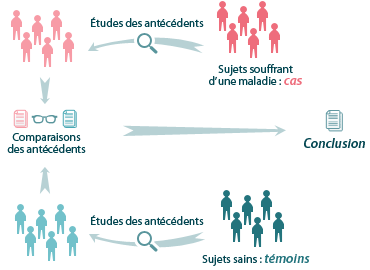 Études des antécédents
Sujets souffrant
d'une maladie : cas
Comparaisons
des antécédents
Conclusion
Études des antécédents
Sujets sains : témoins